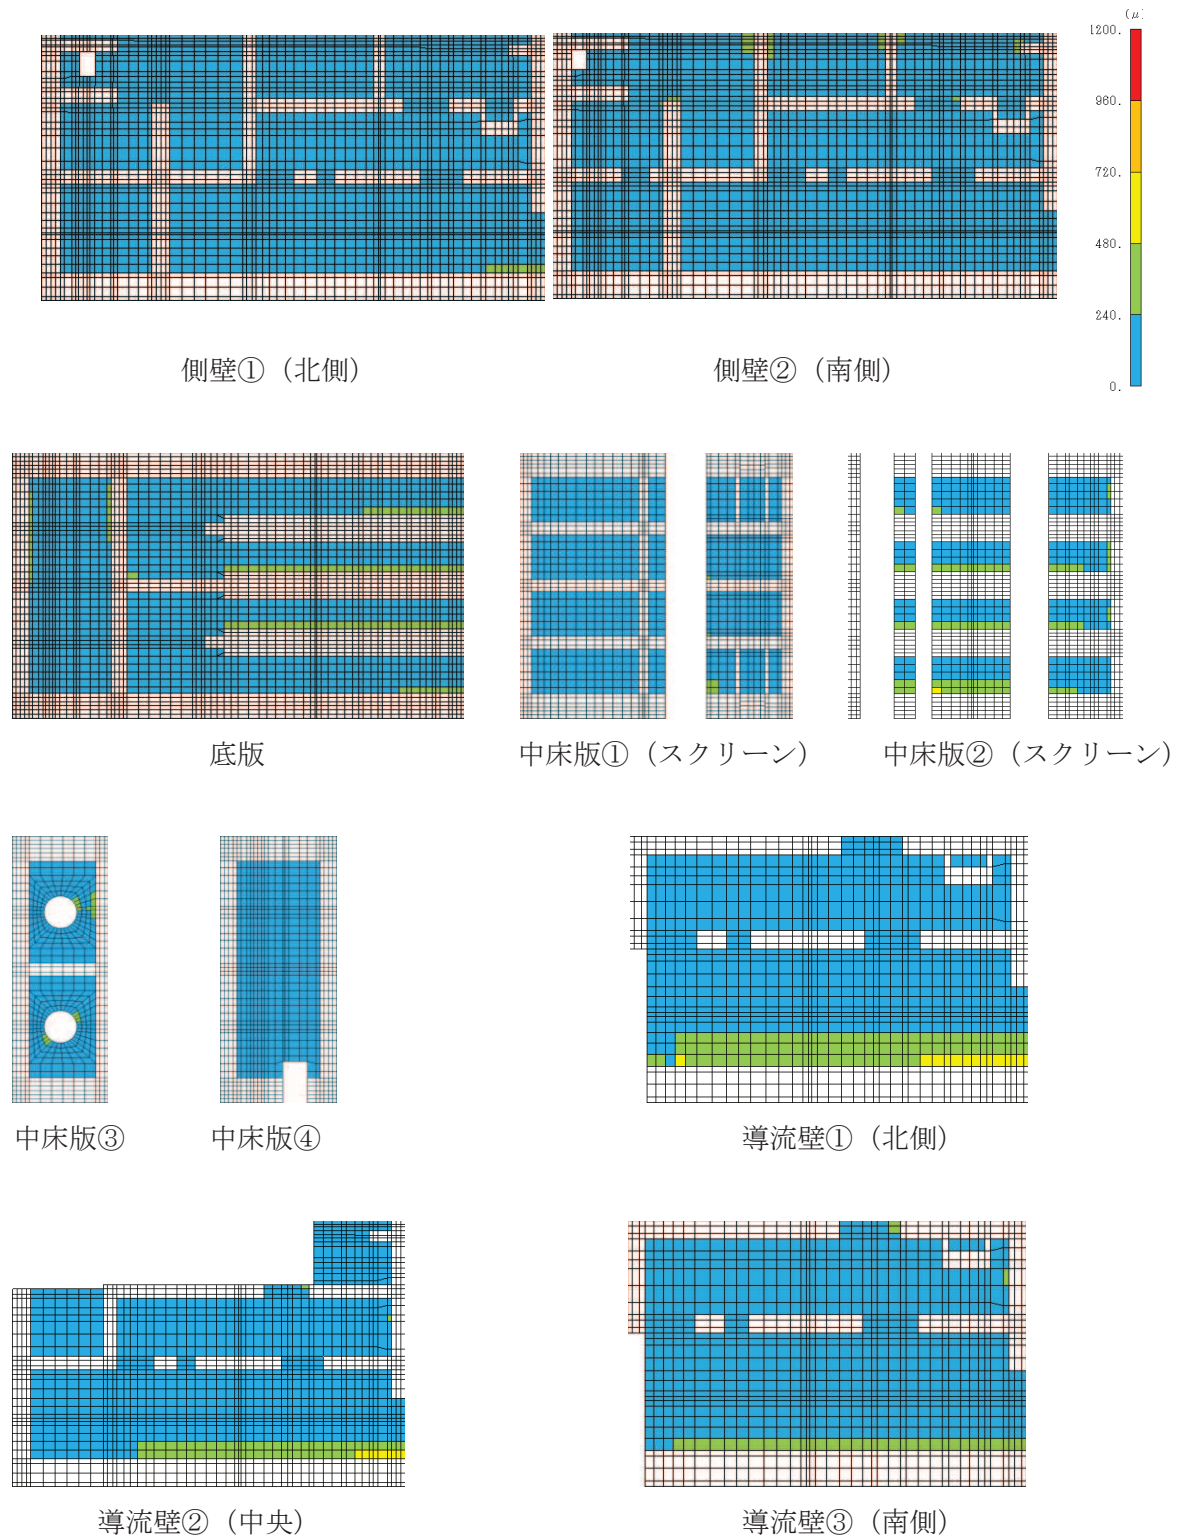 (μ)
1200.
960.
720.
480.
240.
0.
側壁①（北側）
側壁②（南側）
底版
中床版①（スクリーン）
中床版②（スクリーン）
中床版③
中床版④
導流壁①（北側）
導流壁②（中央）
導流壁③（南側）